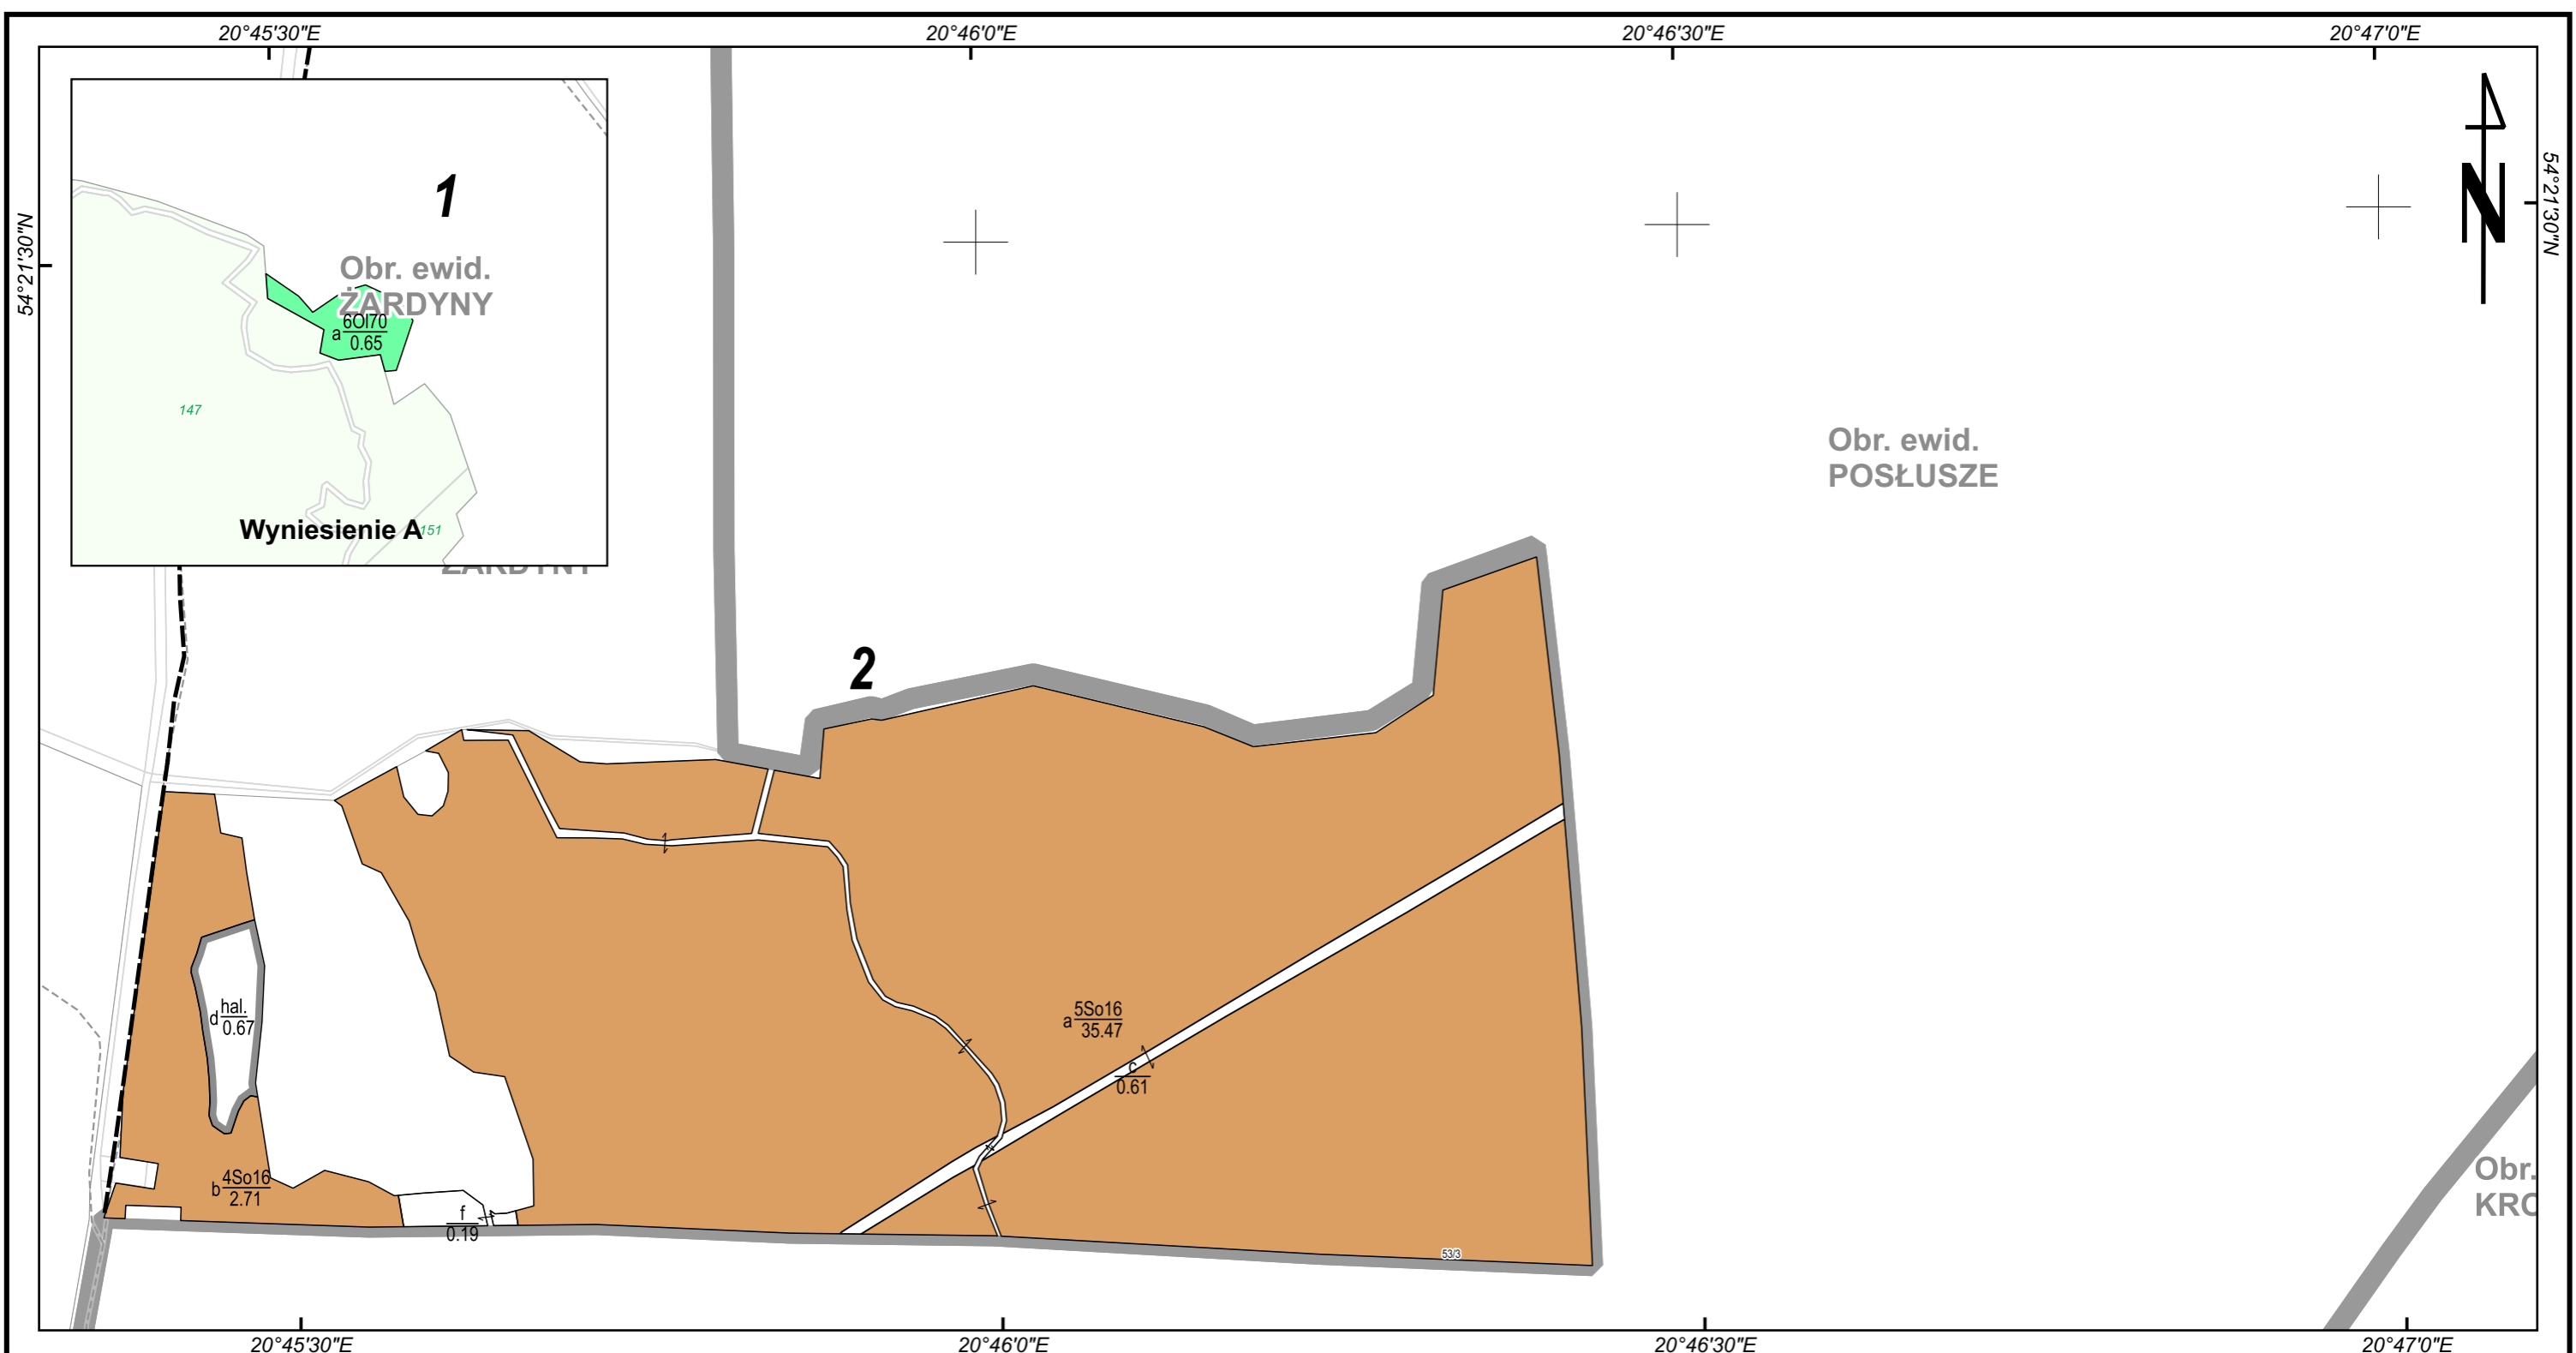 20°45'30"E
20°46'0"E
20°46'30"E
20°47'0"E
54°21'30"N
54°21'30"N
N
1
Obr. ewid.
ŻARDYNY
a 6Ol70
0.65
147
Wyniesienie A
151
ŻARDYNY
Obr. ewid.
POSŁUSZE
2
d hal.
0.67
a 5So16
35.47
c
0.61
b 4So16
2.71
f
0.19
53/3
Obr.
20°45'30"E
20°46'0"E
20°46'30"E
20°47'0"E